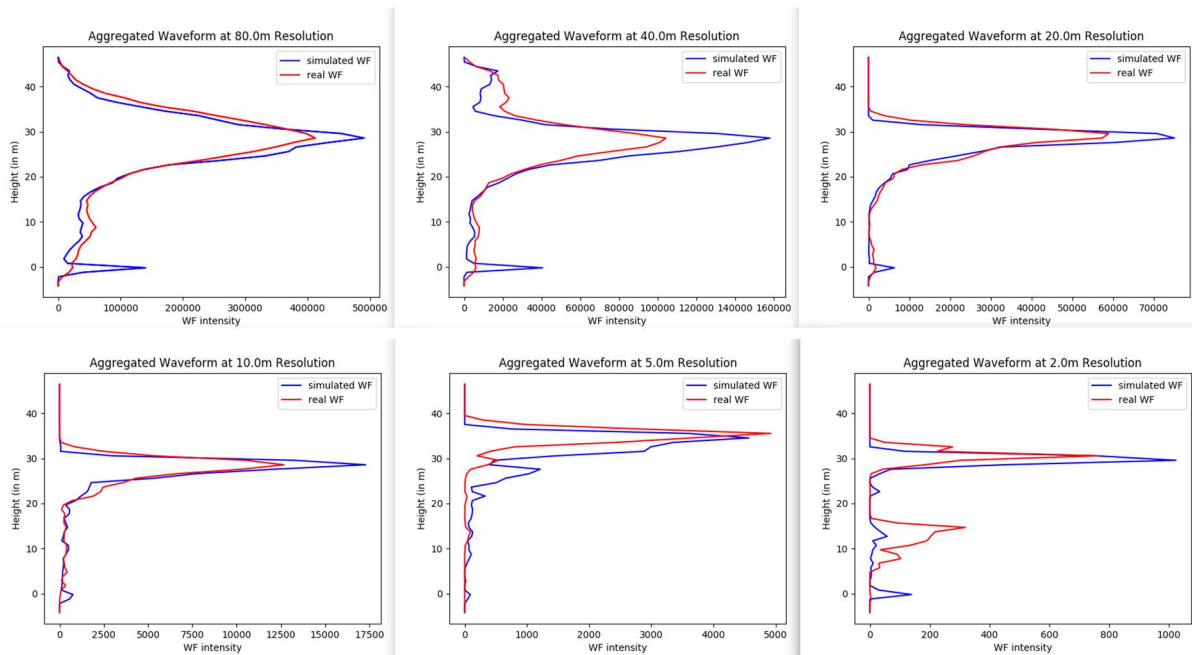 Aggregated Waveform at 80.0m Resolution
simulated WF
real WF
Height (in m)
40
30
20
10
0
0 100000 200000 300000 400000 500000
WF intensity
Aggregated Waveform at 40.0m Resolution
simulated WF
real WF
Height (in m)
40
30
20
10
0
0 20000 40000 60000 80000 100000 120000 140000 160000
WF intensity
Aggregated Waveform at 20.0m Resolution
simulated WF
real WF
Height (in m)
40
30
20
10
0
0 10000 20000 30000 40000 50000 60000 70000
WF intensity
Aggregated Waveform at 10.0m Resolution
simulated WF
real WF
Height (in m)
40
30
20
10
0
0 2500 5000 7500 10000 12500 15000 17500
WF intensity
Aggregated Waveform at 5.0m Resolution
simulated WF
real WF
Height (in m)
40
30
20
10
0
0 1000 2000 3000 4000 5000
WF intensity
Aggregated Waveform at 2.0m Resolution
simulated WF
real WF
Height (in m)
40
30
20
10
0
0 200 400 600 800 1000
WF intensity